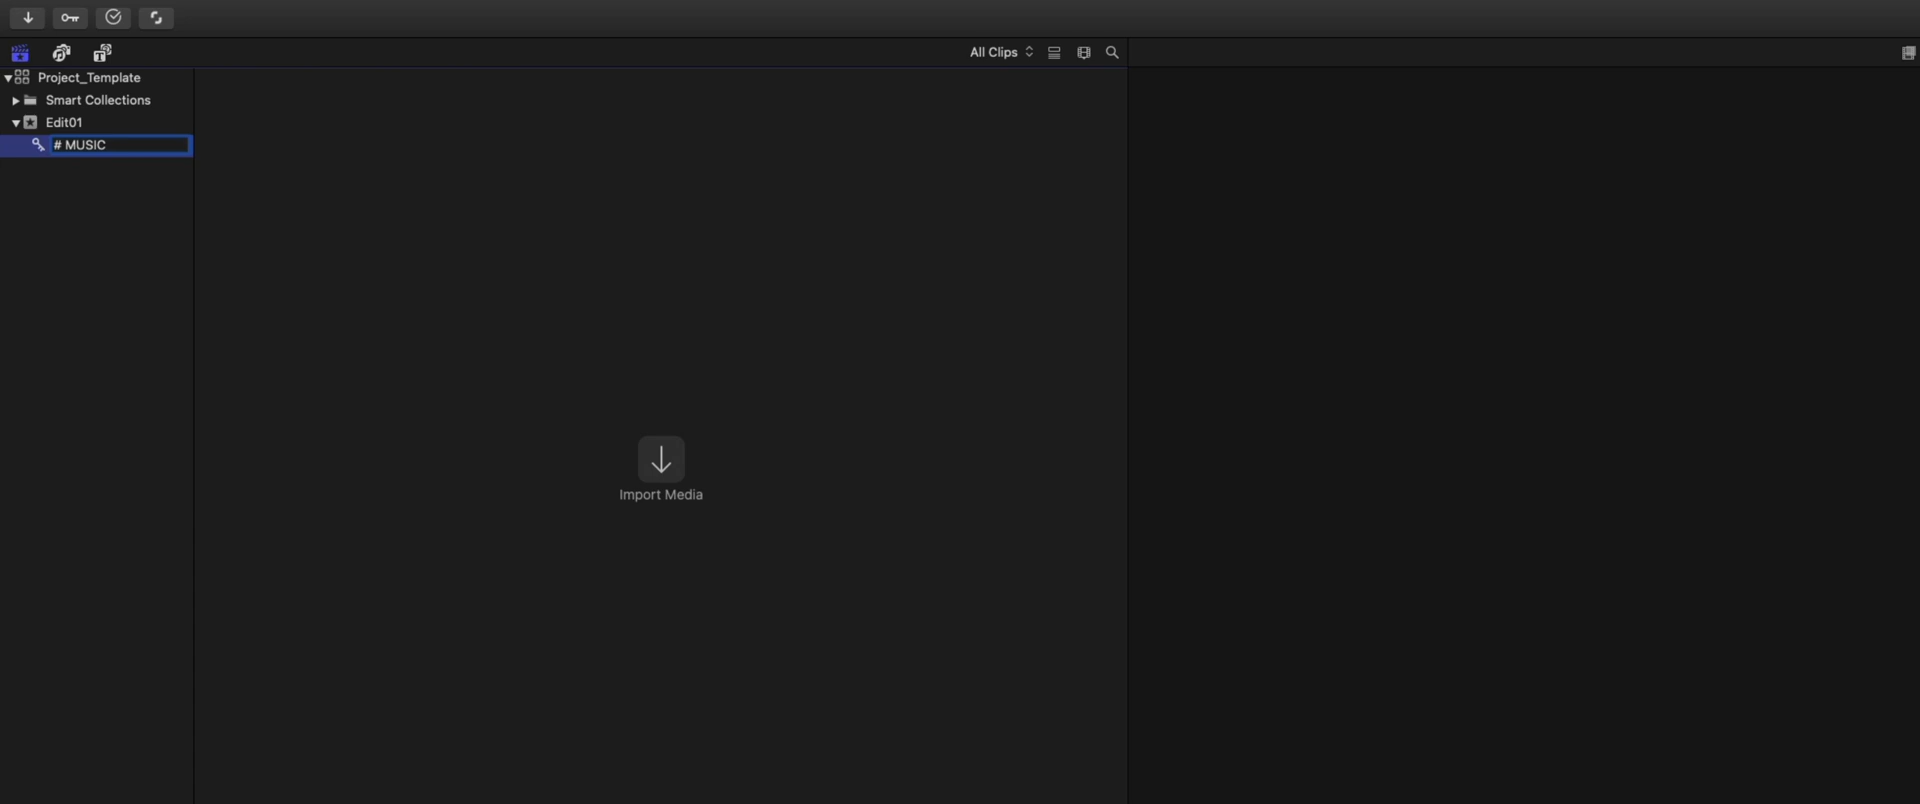 All Clips
Project_Template
Smart Collections
Edit01
# MUSIC
Import Media